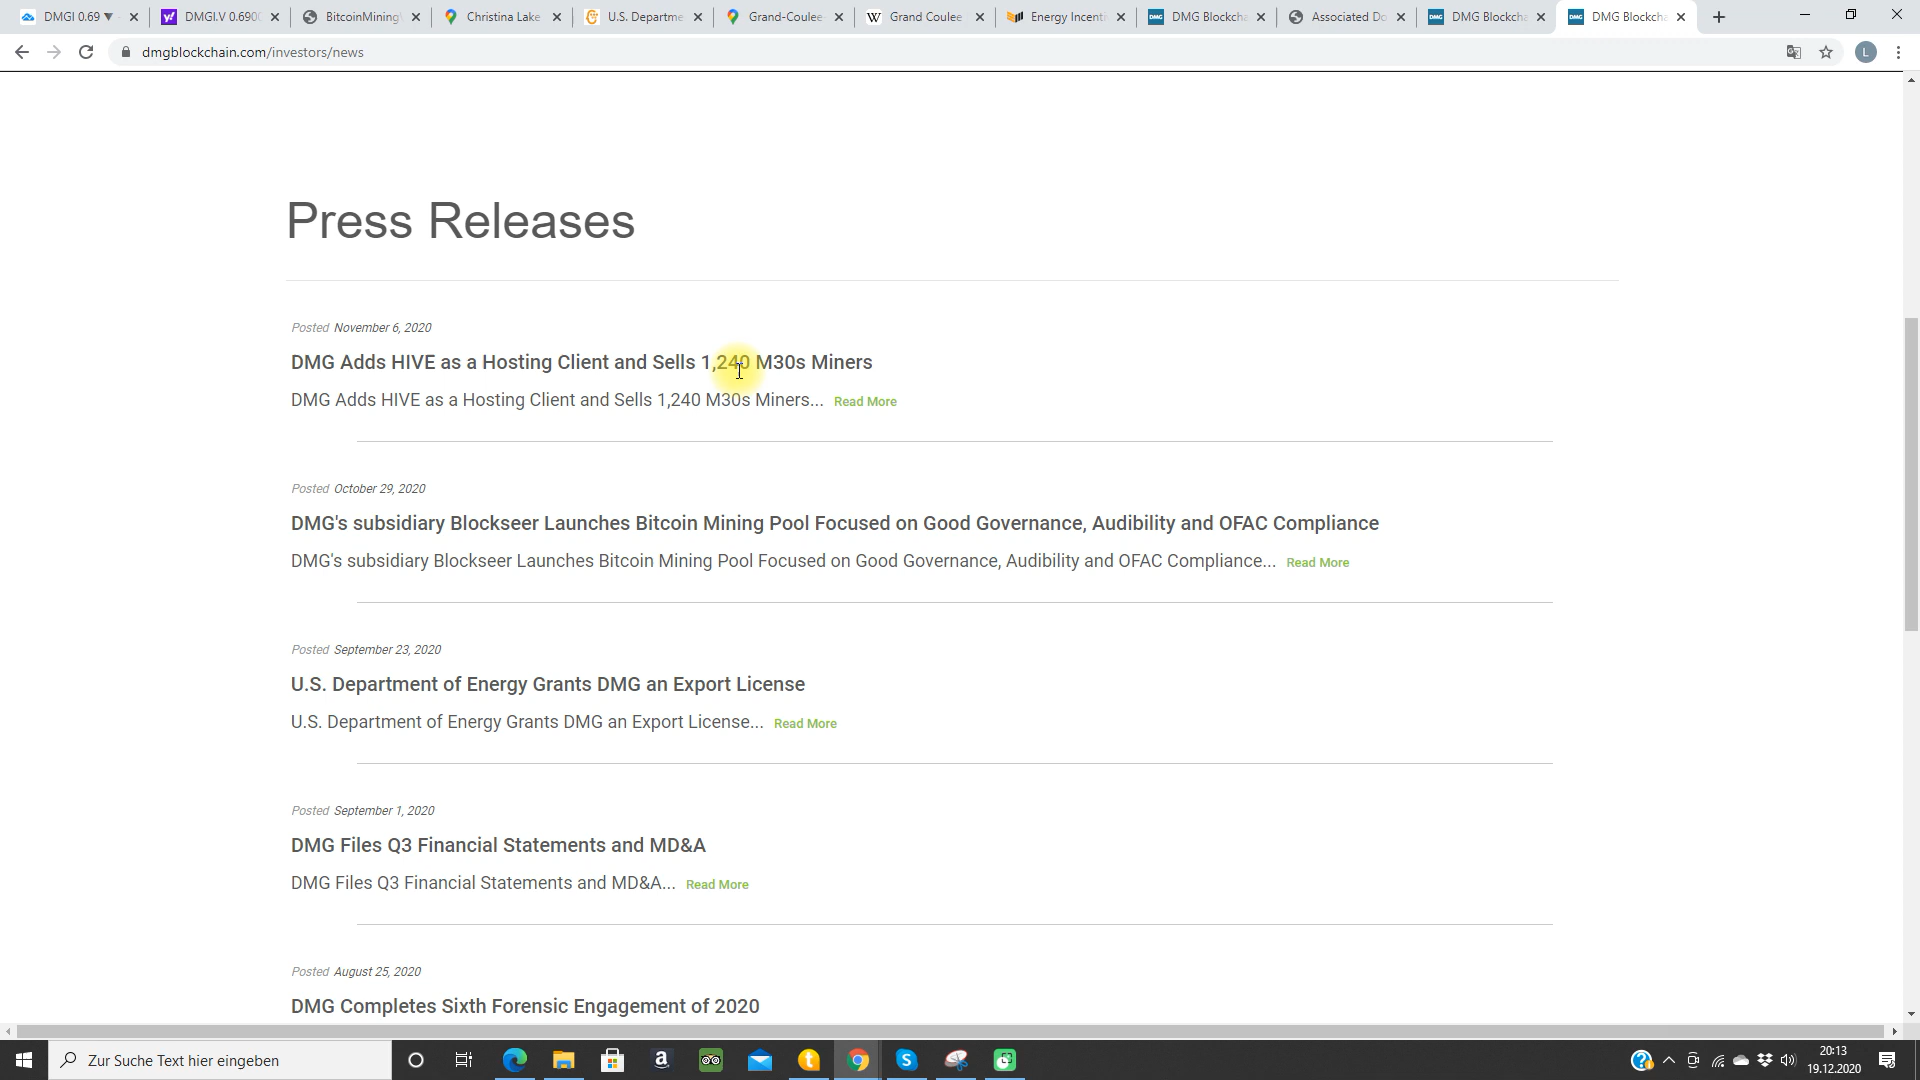 DMGI 0.69 ▼
DMGI.V 0.690
BitcoinMining
Christina Lake
U.S. Departme
Grand-Coulee
Grand Coulee
Energy Incenti
DMG Blockcha
Associated Do
DMG Blockcha
DMG Blockcha
dmgblockchain.com/investors/news
L
Press Releases
Posted November 6, 2020
DMG Adds HIVE as a Hosting Client and Sells 1,240 M30s Miners
DMG Adds HIVE as a Hosting Client and Sells 1,240 M30s Miners... Read More
Posted October 29, 2020
DMG's subsidiary Blockseer Launches Bitcoin Mining Pool Focused on Good Governance, Audibility and OFAC Compliance
DMG's subsidiary Blockseer Launches Bitcoin Mining Pool Focused on Good Governance, Audibility and OFAC Compliance... Read More
Posted September 23, 2020
U.S. Department of Energy Grants DMG an Export License
U.S. Department of Energy Grants DMG an Export License... Read More
Posted September 1, 2020
DMG Files Q3 Financial Statements and MD&A
DMG Files Q3 Financial Statements and MD&A... Read More
Posted August 25, 2020
DMG Completes Sixth Forensic Engagement of 2020
Zur Suche Text hier eingeben
20:13
19.12.2020